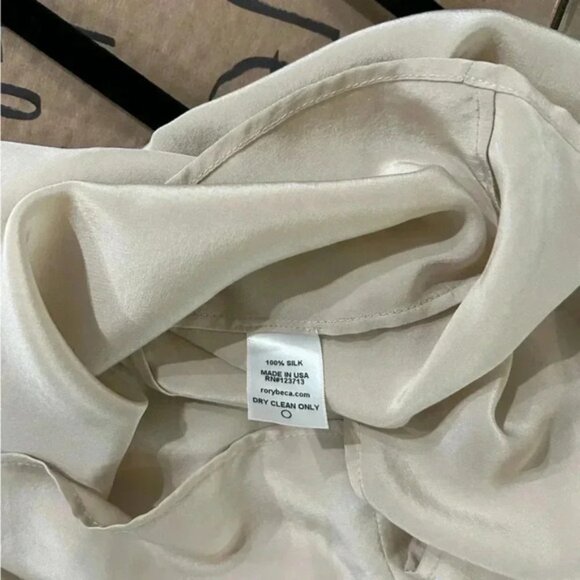 100% SILK
MADE IN USA
RN#123713
rorybeca.com
DRY CLEAN ONLY